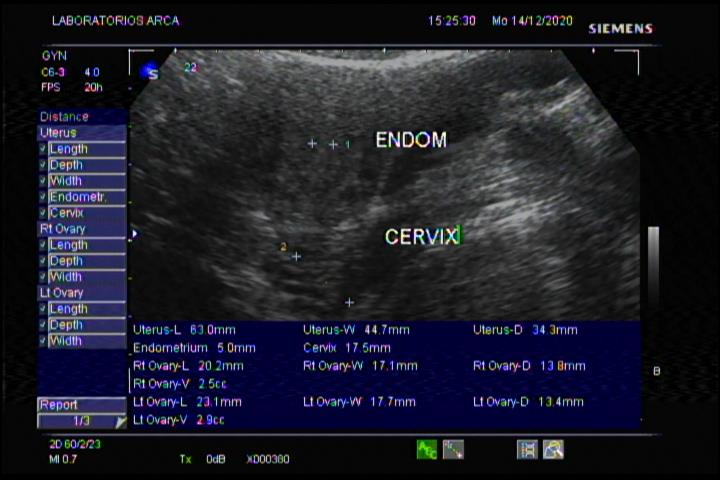 LABORATORIOS ARCA
15:25:30 Mo 14/12/2020
SIEMENS
GYN
C6-3 4.0
FPS 20h
S
22
Distance
Uterus
Length
Depth
Width
Endometr.
Cervix
Rt Ovary
Length
Depth
Width
Lt Ovary
Length
Depth
Width
Report
1/3
1
ENDOM
2
CERVIX
Uterus-L 63.0mm Uterus-W 44.7mm Uterus-D 34.3mm
Endometrium 5.0mm Cervix 17.5mm
Rt Ovary-L 20.2mm Rt Ovary-W 17.1mm Rt Ovary-D 13.8mm
Rt Ovary-V 2.5cc
Lt Ovary-L 23.1mm Lt Ovary-W 17.7mm Lt Ovary-D 13.4mm
Lt Ovary-V 2.9cc
B
2D 60/2/23
MI 0.7 Tx 0dB XD00380
ABC